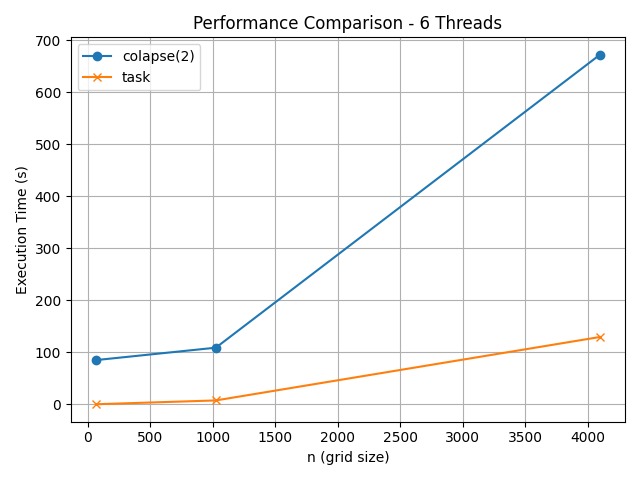 Performance Comparison - 6 Threads
colapse(2)
task
Execution Time (s)
700
600
500
400
300
200
100
0
0 500 1000 1500 2000 2500 3000 3500 4000
n (grid size)